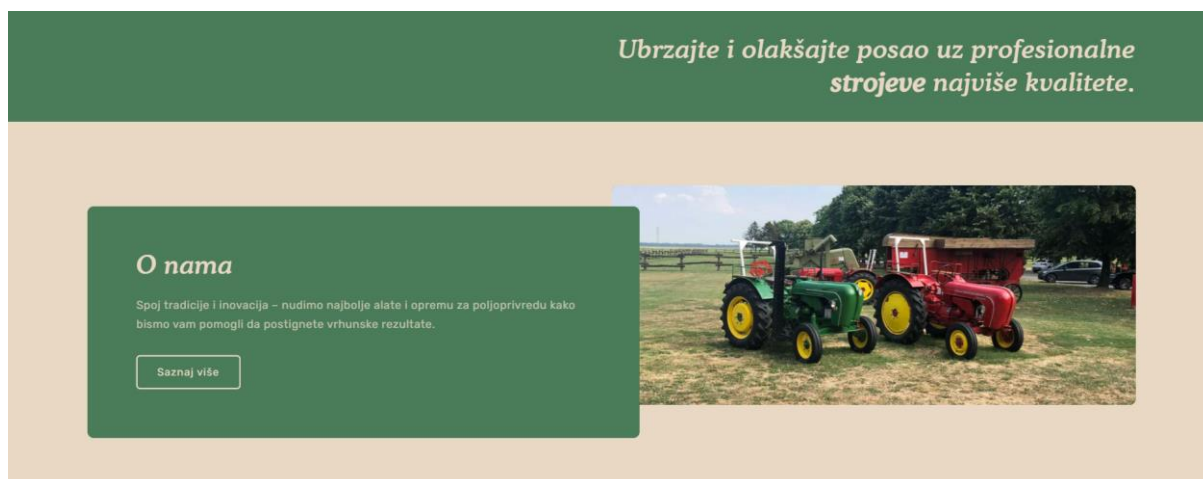 Ubrzajte i olakšajte posao uz profesionalne
strojeve najviše kvalitete.
O nama
Spoj tradicije i inovacija – nudimo najbolje alate i opremu za poljoprivredu kako
bismo vam pomogli da postignete vrhunske rezultate.
Saznaj više